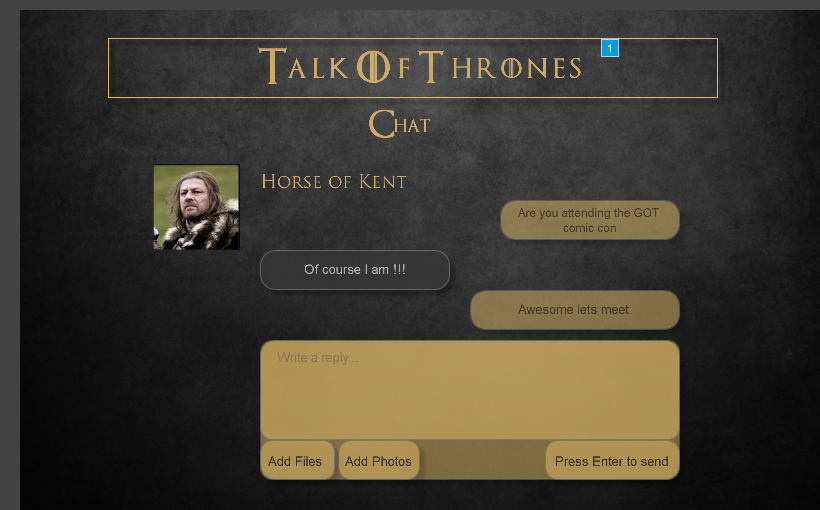 Talk Of Thrones
1
Chat
Horse of Kent
Are you attending the GOT
comic con
Of course I am !!!
Awesome lets meet.
Write a reply...
Add Files
Add Photos
Press Enter to send